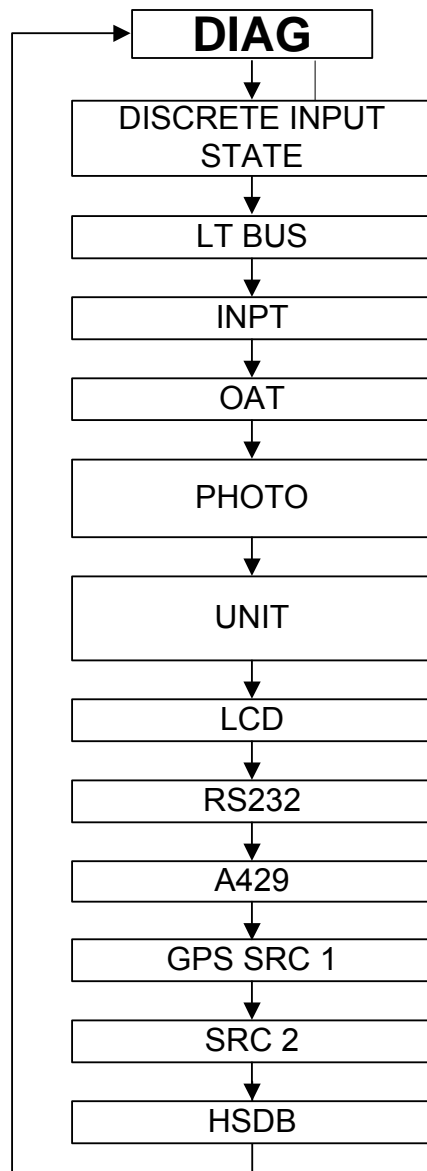 DIAG
DISCRETE INPUT
STATE
LT BUS
INPT
OAT
PHOTO
UNIT
LCD
RS232
A429
GPS SRC 1
SRC 2
HSDB